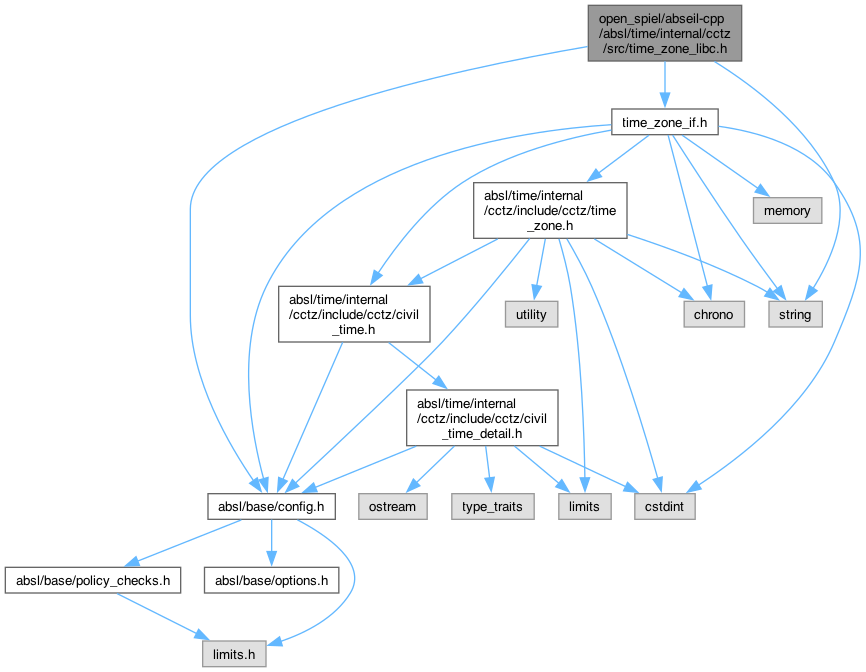 open_spiel/abseil-cpp
/absl/time/internal/cctz
/src/time_zone_libc.h
time_zone_if.h
absl/time/internal
/cctz/include/cctz/time
_zone.h
memory
absl/time/internal
/cctz/include/cctz/civil
_time.h
utility
chrono
string
absl/time/internal
/cctz/include/cctz/civil
_time_detail.h
absl/base/config.h
ostream
type_traits
limits
cstdint
absl/base/policy_checks.h
absl/base/options.h
limits.h